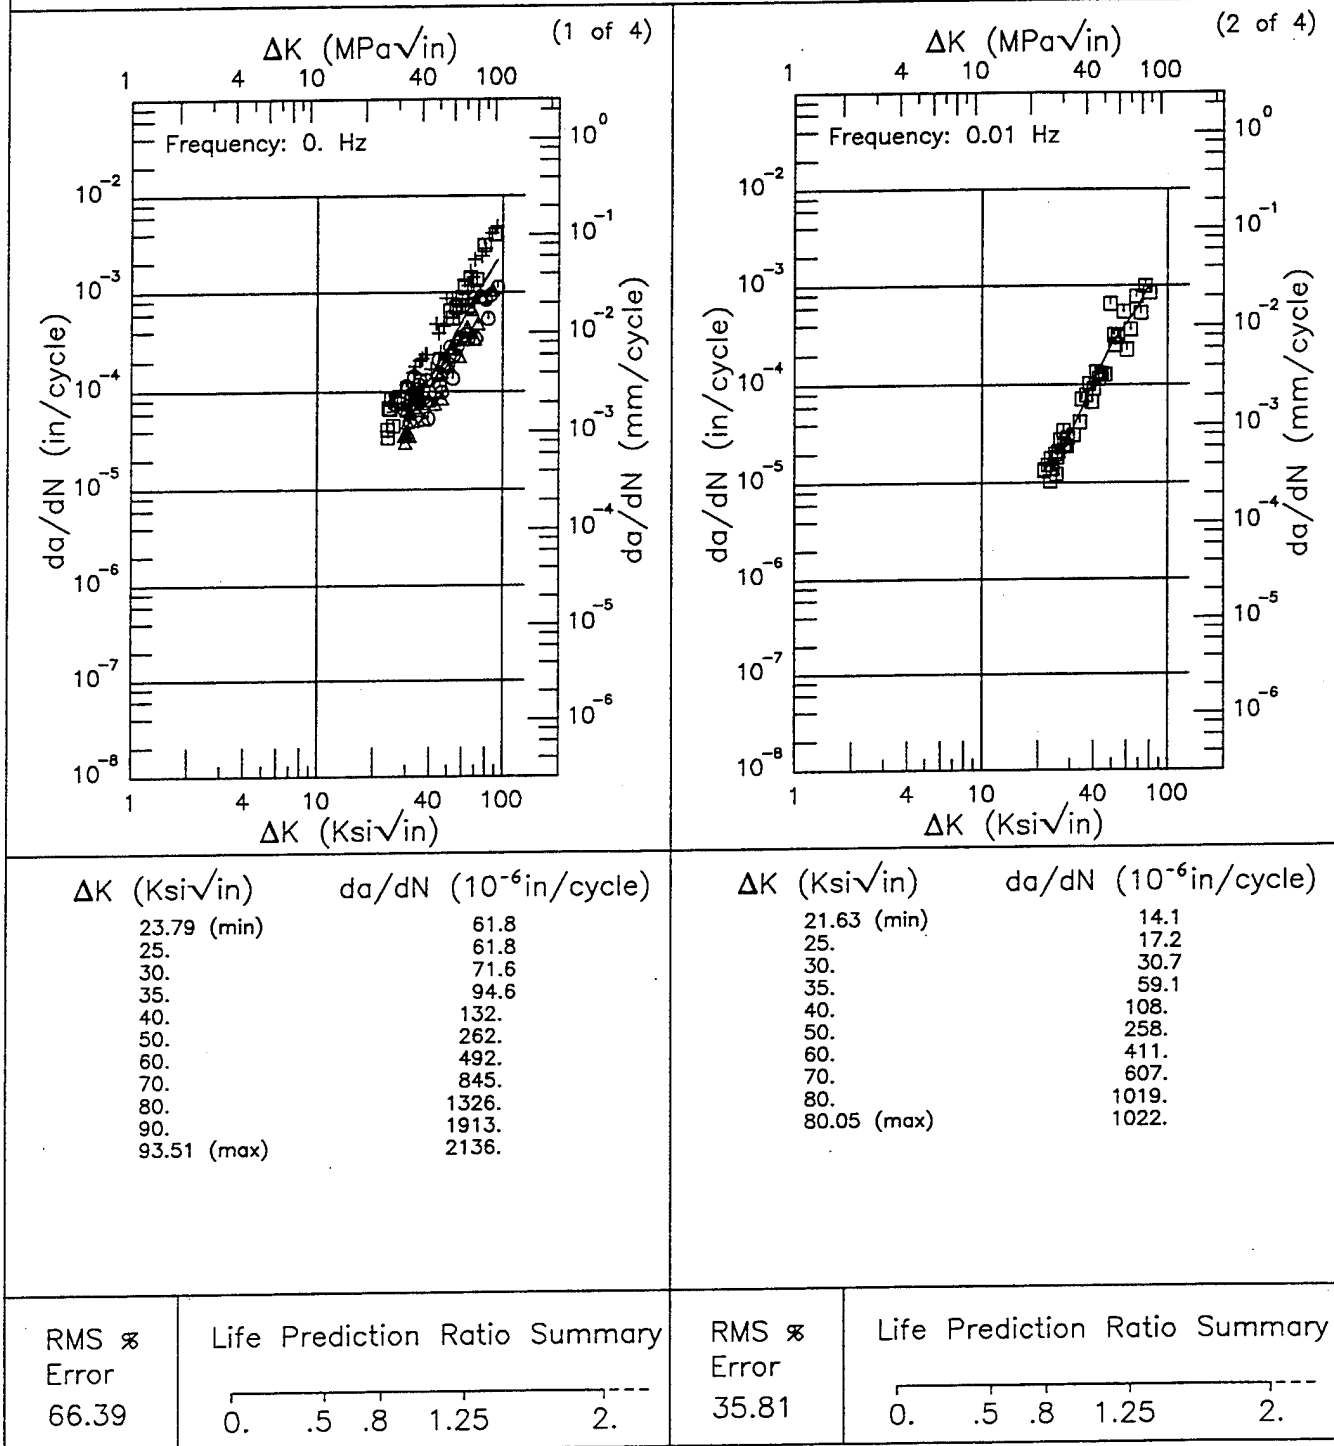 (1 of 4)
ΔK (MPa√in)
1 4 10 40 100
Frequency: 0. Hz
10⁰
10⁻²
10⁻¹
10⁻³
10⁻²
10⁻⁴
10⁻³
10⁻⁵
10⁻⁴
10⁻⁶
10⁻⁵
10⁻⁷
10⁻⁶
10⁻⁸
da/dN (in/cycle)
da/dN (mm/cycle)
1 4 10 40 100
ΔK (Ksi√in)
(2 of 4)
ΔK (MPa√in)
1 4 10 40 100
Frequency: 0.01 Hz
10⁰
10⁻²
10⁻¹
10⁻³
10⁻²
10⁻⁴
10⁻³
10⁻⁵
10⁻⁴
10⁻⁶
10⁻⁵
10⁻⁷
10⁻⁶
10⁻⁸
da/dN (in/cycle)
da/dN (mm/cycle)
1 4 10 40 100
ΔK (Ksi√in)
ΔK (Ksi√in) da/dN (10⁻⁶in/cycle)
23.79 (min) 61.8
25. 61.8
30. 71.6
35. 94.6
40. 132.
50. 262.
60. 492.
70. 845.
80. 1326.
90. 1913.
93.51 (max) 2136.
ΔK (Ksi√in) da/dN (10⁻⁶in/cycle)
21.63 (min) 14.1
25. 17.2
30. 30.7
35. 59.1
40. 108.
50. 258.
60. 411.
70. 607.
80. 1019.
80.05 (max) 1022.
RMS %
Error
66.39
Life Prediction Ratio Summary
0. .5 .8 1.25 2.
RMS %
Error
35.81
Life Prediction Ratio Summary
0. .5 .8 1.25 2.